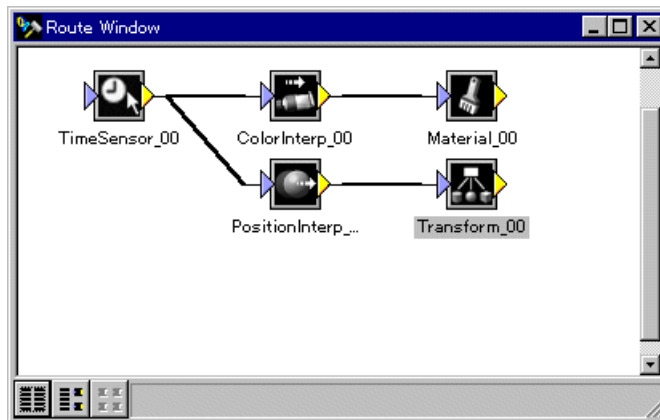 Route Window
TimeSensor_00
ColorInterp_00
Material_00
PositionInterp_...
Transform_00